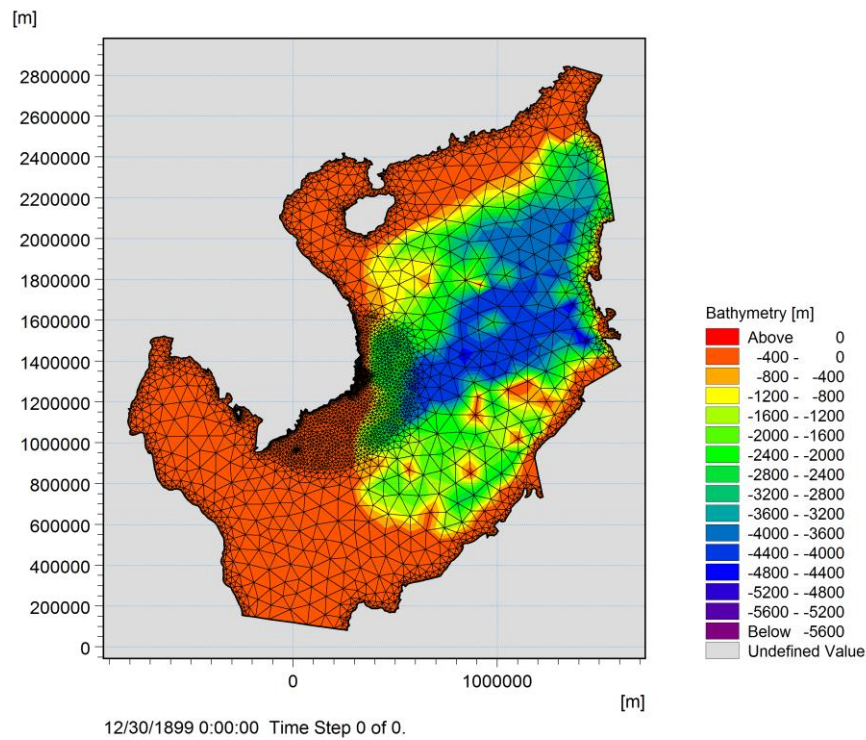 [m]
2800000
2600000
2400000
2200000
2000000
1800000
1600000
1400000
1200000
1000000
800000
600000
400000
200000
0
0 1000000
[m]
12/30/1899 0:00:00 Time Step 0 of 0.
Bathymetry [m]
Above 0
-400 - 0
-800 - -400
-1200 - -800
-1600 - -1200
-2000 - -1600
-2400 - -2000
-2800 - -2400
-3200 - -2800
-3600 - -3200
-4000 - -3600
-4400 - -4000
-4800 - -4400
-5200 - -4800
-5600 - -5200
Below -5600
Undefined Value